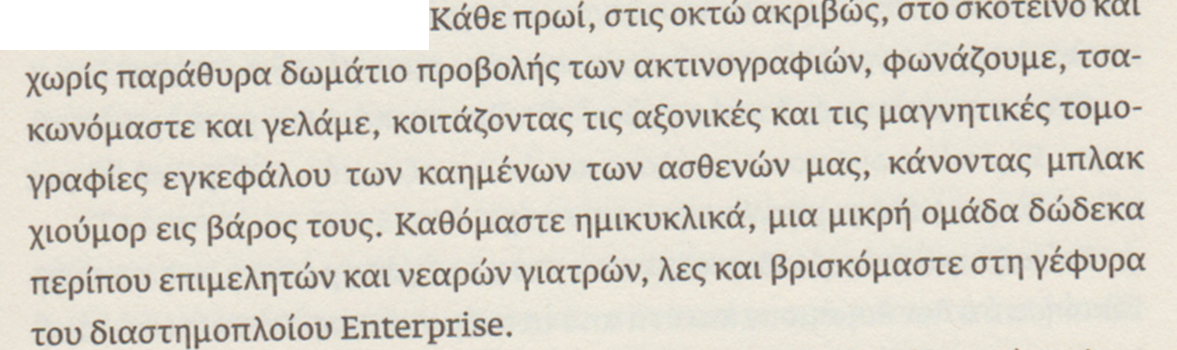 Κάθε πρωί, στις οκτώ ακριβώς, στο σκοτεινό και
χωρίς παράθυρα δωμάτιο προβολής των ακτινογραφιών, φωνάζουμε, τσα-
κωνόμαστε και γελάμε, κοιτάζοντας τις αξονικές και τις μαγνητικές τομο-
γραφίες εγκεφάλου των καημένων των ασθενών μας, κάνοντας μπλακ
χιούμορ εις βάρος τους. Καθόμαστε ημικυκλικά, μια μικρή ομάδα δώδεκα
περίπου επιμελητών και νεαρών γιατρών, λες και βρισκόμαστε στη γέφυρα
του διαστημοπλοίου Enterprise.